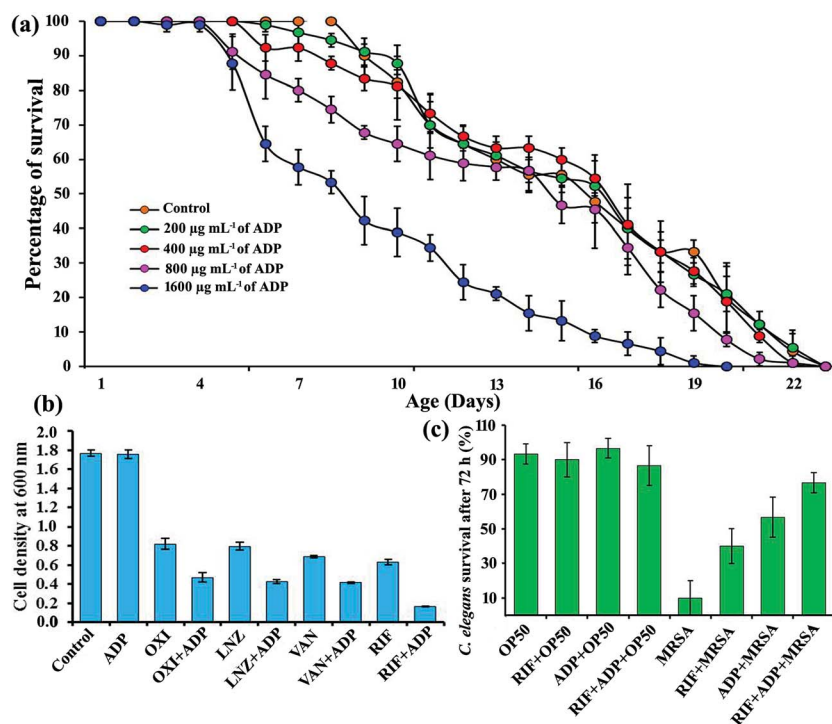 (a)
Percentage of survival
100
90
80
70
60
50
40
30
20
10
0
Control
200 µg mL⁻¹ of ADP
400 µg mL⁻¹ of ADP
800 µg mL⁻¹ of ADP
1600 µg mL⁻¹ of ADP
1 4 7 10 13 16 19 22
Age (Days)
(b)
Cell density at 600 nm
2.0
1.8
1.6
1.4
1.2
1.0
0.8
0.6
0.4
0.2
0.0
Control
ADP
OXI
OXI+ADP
LNZ
LNZ+ADP
VAN
VAN+ADP
RIF
RIF+ADP
(c)
C. elegans survival after 72 h (%)
110
90
70
50
30
10
OP50
RIF+OP50
ADP+OP50
RIF+ADP+OP50
MRSA
RIF+MRSA
ADP+MRSA
RIF+ADP+MRSA